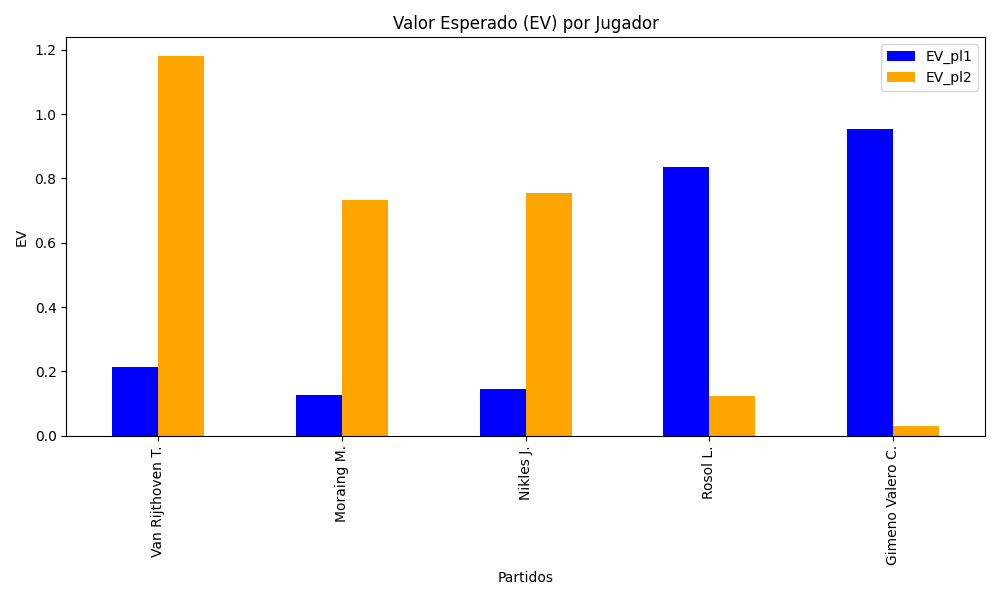 Valor Esperado (EV) por Jugador
EV_pl1
EV_pl2
EV
1.2
1.0
0.8
0.6
0.4
0.2
0.0
Van Rijthoven T.
Moraing M.
Nikles J.
Rosol L.
Gimeno Valero C.
Partidos